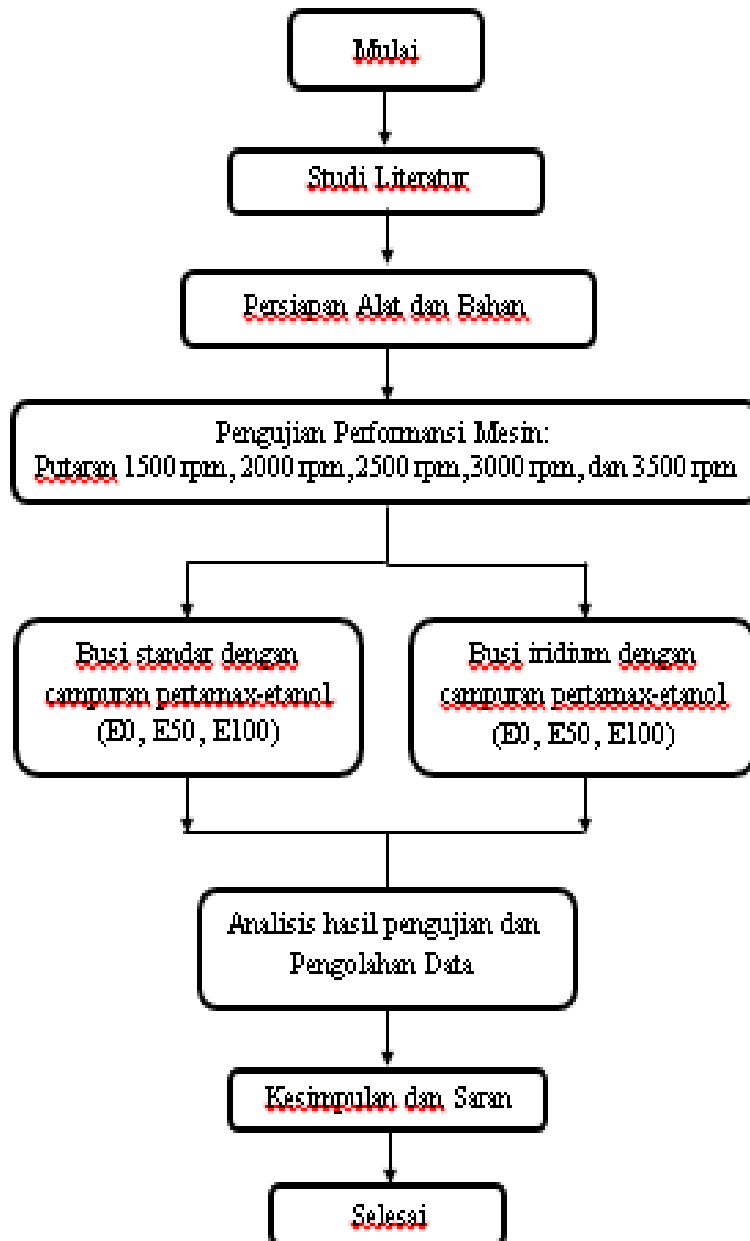 Mulai
Studi Literatur
Persiapan Alat dan Bahan
Pengujian Performansi Mesin:
Putaran 1500 rpm, 2000 rpm, 2500 rpm, 3000 rpm, dan 3500 rpm
Busi standar dengan
campuran pertamax-etanol
(E0, E50, E100)
Busi iridium dengan
campuran pertamax-etanol
(E0, E50, E100)
Analisis hasil pengujian dan
Pengolahan Data
Kesimpulan dan Saran
Selesai